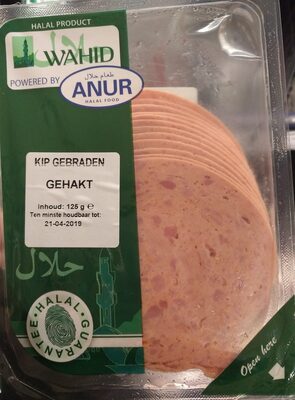 HALAL PRODUCT
حلال
WAHID
POWERED BY
طعام حلال
ANUR
HALAL FOOD
KIP GEBRADEN
GEHAKT
Inhoud: 125 g ℮
Ten minste houdbaar tot:
21-04-2019
حلال
HALAL · GUARANTEE ·
Open here